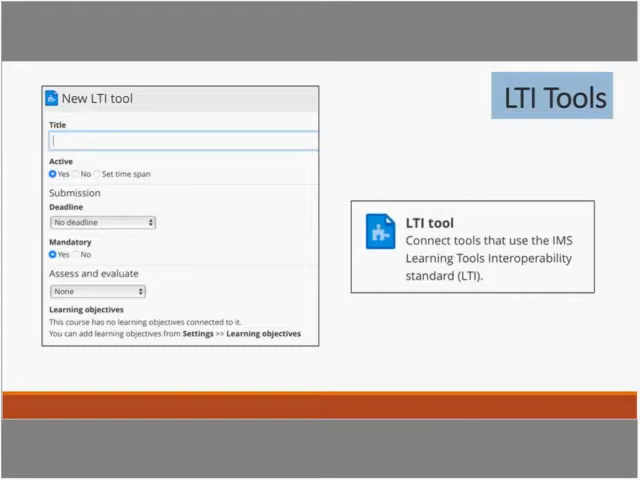 LTI Tools
New LTI tool
Title
Active
Yes No Set time span
Submission
Deadline
No deadline
Mandatory
Yes No
Assess and evaluate
None
Learning objectives
This course has no learning objectives connected to it.
You can add learning objectives from Settings >> Learning objectives
LTI tool
Connect tools that use the IMS
Learning Tools Interoperability
standard (LTI).